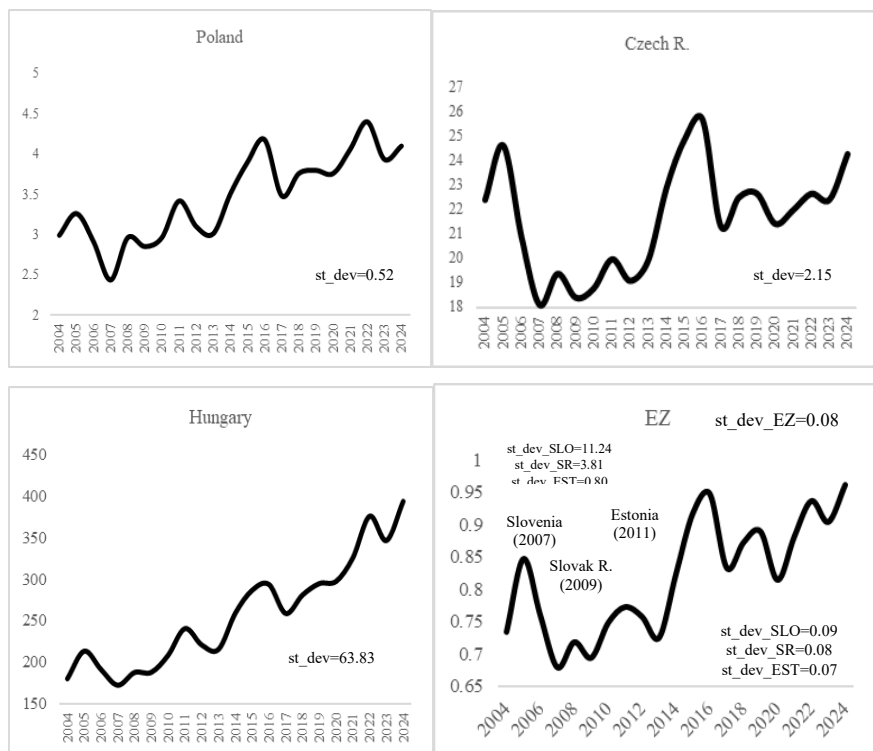 Poland
5
4.5
4
3.5
3
2.5
2
st_dev=0.52
2004 2005 2006 2007 2008 2009 2010 2011 2012 2013 2014 2015 2016 2017 2018 2019 2020 2021 2022 2023 2024
Czech R.
27
26
25
24
23
22
21
20
19
18
st_dev=2.15
2004 2005 2006 2007 2008 2009 2010 2011 2012 2013 2014 2015 2016 2017 2018 2019 2020 2021 2022 2023 2024
Hungary
450
400
350
300
250
200
150
st_dev=63.83
2004 2005 2006 2007 2008 2009 2010 2011 2012 2013 2014 2015 2016 2017 2018 2019 2020 2021 2022 2023 2024
EZ
st_dev_EZ=0.08
st_dev_SLO=11.24
st_dev_SR=3.81
st_dev_EST=0.80
1
0.95
0.9
0.85
0.8
0.75
0.7
0.65
Slovenia
(2007)
Slovak R.
(2009)
Estonia
(2011)
st_dev_SLO=0.09
st_dev_SR=0.08
st_dev_EST=0.07
2004 2006 2008 2010 2012 2014 2016 2018 2020 2022 2024